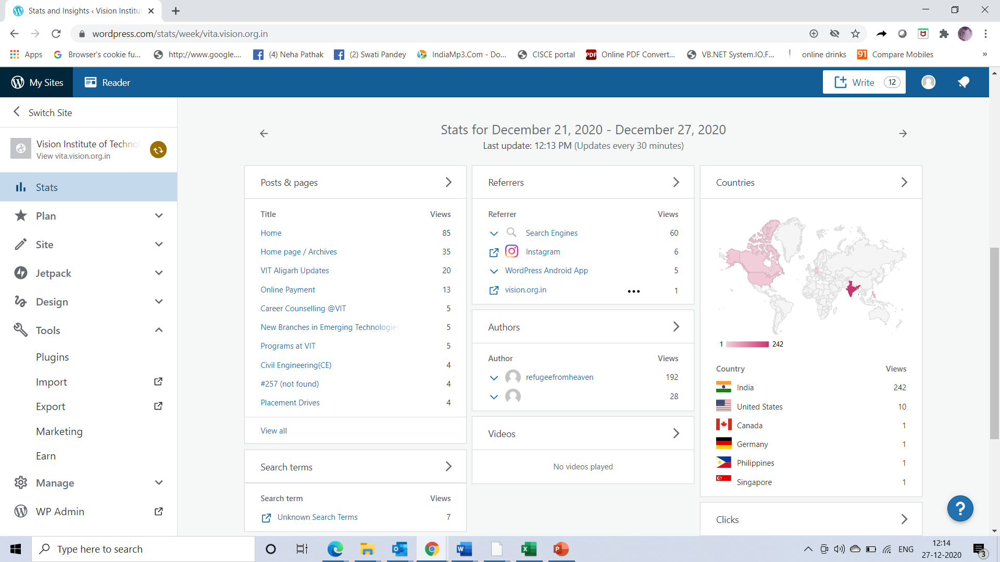 Stats and Insights ‹ Vision Institut
wordpress.com/stats/week/vita.vision.org.in
Apps
Browser's cookie fu...
http://www.google....
(4) Neha Pathak
(2) Swati Pandey
IndiaMp3.Com - Do...
CISCE portal
PDF
Online PDF Convert...
VB.NET System.IO.F...
online drinks
91
Compare Mobiles
»
My Sites
Reader
Write 12
Switch Site
Vision Institute of Technol
View vita.vision.org.in
Stats
Plan
Site
Jetpack
Design
Tools
Plugins
Import
Export
Marketing
Earn
Manage
WP Admin
Stats for December 21, 2020 - December 27, 2020
Last update: 12:13 PM (Updates every 30 minutes)
Posts & pages
Title Views
Home 85
Home page / Archives 35
VIT Aligarh Updates 20
Online Payment 13
Career Counselling @VIT 5
New Branches in Emerging Technologies 5
Programs at VIT 5
Civil Engineering(CE) 4
#257 (not found) 4
Placement Drives 4
View all
Search terms
Search term Views
Unknown Search Terms 7
Referrers
Referrer Views
Search Engines 60
Instagram 6
WordPress Android App 5
vision.org.in ••• 1
Authors
Author Views
refugeefromheaven 192
28
Videos
No videos played
Countries
1 242
Country Views
India 242
United States 10
Canada 1
Germany 1
Philippines 1
Singapore 1
Clicks
?
Type here to search
ENG
12:14
27-12-2020
3